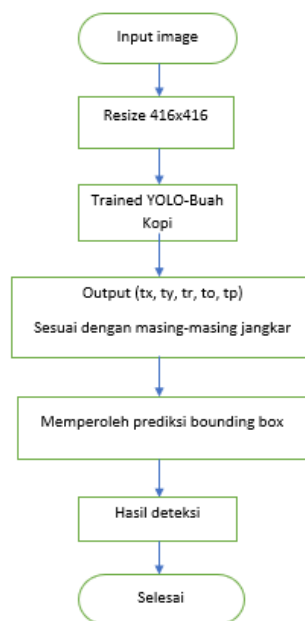 Input image
Resize 416x416
Trained YOLO-Buah
Kopi
Output (tx, ty, tr, to, tp)
Sesuai dengan masing-masing jangkar
Memperoleh prediksi bounding box
Hasil deteksi
Selesai